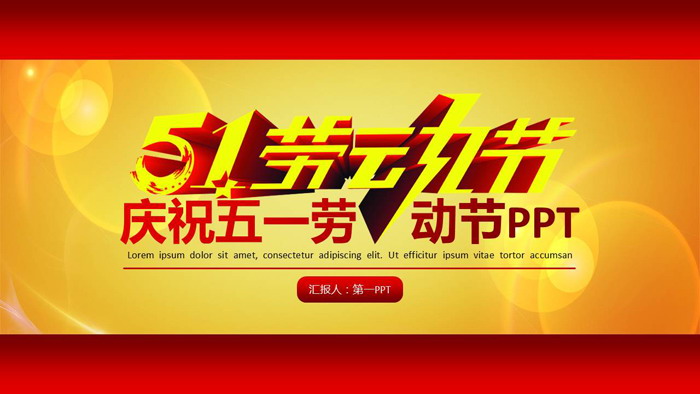 51劳动节
庆祝五一劳动节PPT
Lorem ipsum dolor sit amet, consectetur adipiscing elit. Ut efficitur ipsum vitae tortor accumsan
汇报人：第一PPT